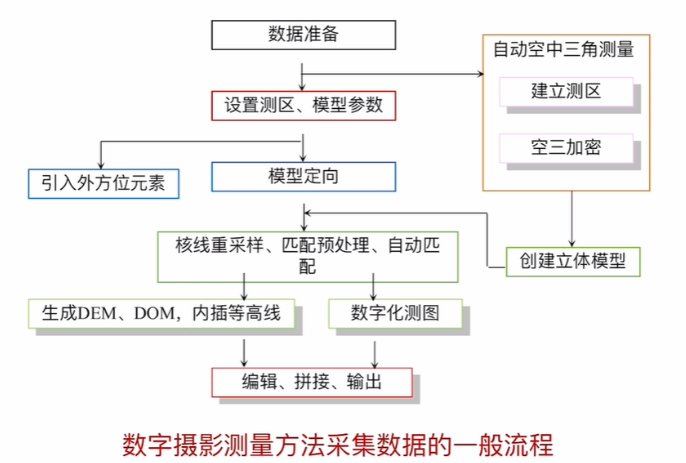 数据准备
自动空中三角测量
建立测区
设置测区、模型参数
空三加密
引入外方位元素
模型定向
核线重采样、匹配预处理、自动匹
配
创建立体模型
生成DEM、DOM，内插等高线
数字化测图
编辑、拼接、输出
数字摄影测量方法采集数据的一般流程